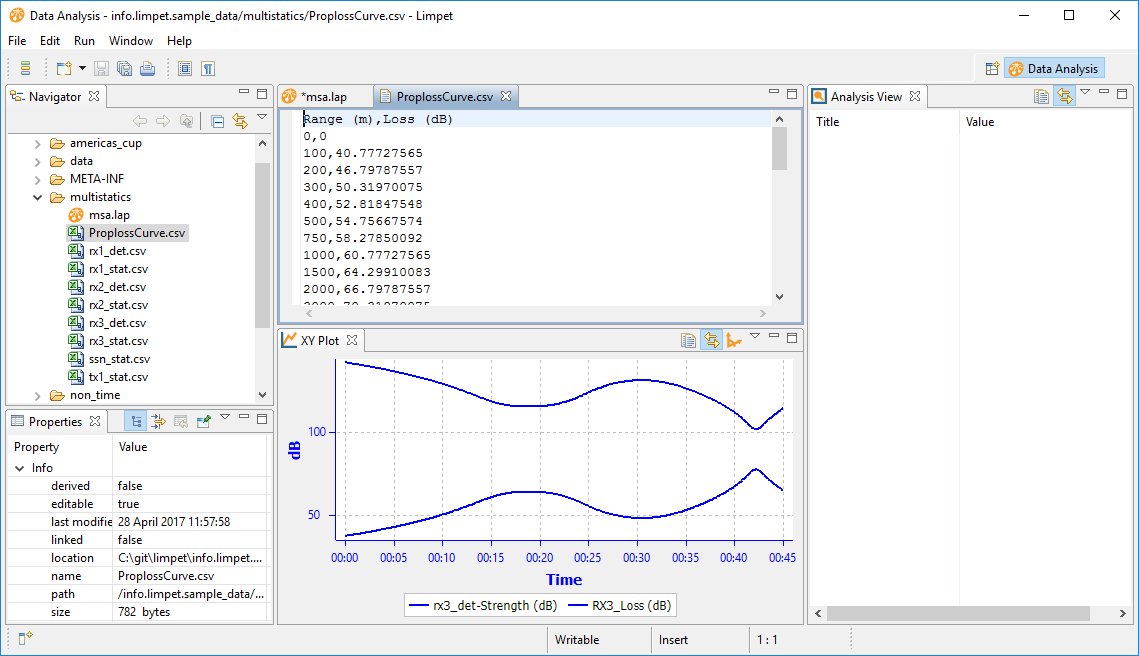 Data Analysis - info.limpet.sample_data/multistatics/ProplossCurve.csv - Limpet
File Edit Run Window Help
Data Analysis
Navigator
americas_cup
data
META-INF
multistatics
msa.lap
ProplossCurve.csv
rx1_det.csv
rx1_stat.csv
rx2_det.csv
rx2_stat.csv
rx3_det.csv
rx3_stat.csv
ssn_stat.csv
tx1_stat.csv
non_time
*msa.lap
ProplossCurve.csv
Range (m),Loss (dB)
0,0
100,40.77727565
200,46.79787557
300,50.31970075
400,52.81847548
500,54.75667574
750,58.27850092
1000,60.77727565
1500,64.29910083
2000,66.79787557
Analysis View
Title Value
Properties
Property Value
Info
derived false
editable true
last modifie 28 April 2017 11:57:58
linked false
location C:\git\limpet\info.limpet....
name ProplossCurve.csv
path /info.limpet.sample_data/...
size 782 bytes
XY Plot
100
50
dB
00:00 00:05 00:10 00:15 00:20 00:25 00:30 00:35 00:40 00:45
Time
rx3_det-Strength (dB) RX3_Loss (dB)
Writable Insert 1 : 1